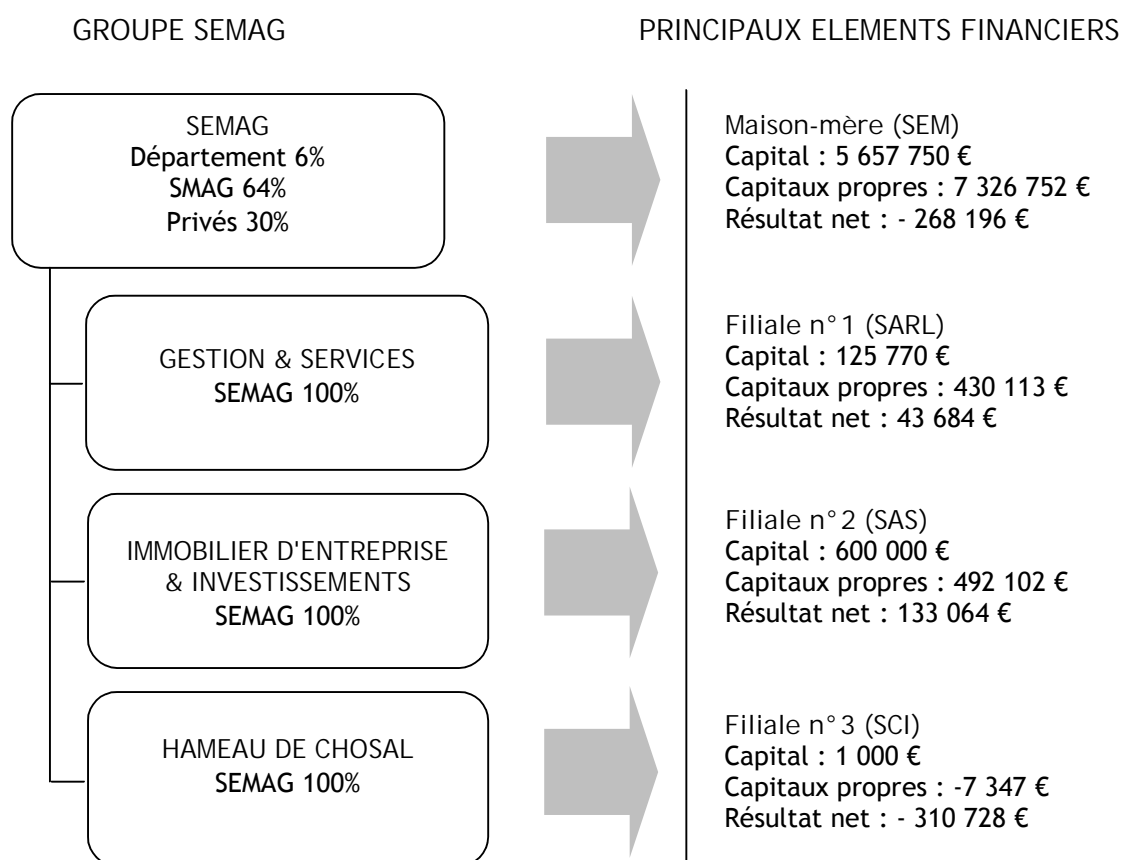 GROUPE SEMAG
PRINCIPAUX ELEMENTS FINANCIERS
SEMAG
Département 6%
SMAG 64%
Privés 30%
Maison-mère (SEM)
Capital : 5 657 750 €
Capitaux propres : 7 326 752 €
Résultat net : - 268 196 €
GESTION & SERVICES
SEMAG 100%
Filiale n°1 (SARL)
Capital : 125 770 €
Capitaux propres : 430 113 €
Résultat net : 43 684 €
IMMOBILIER D'ENTREPRISE
& INVESTISSEMENTS
SEMAG 100%
Filiale n°2 (SAS)
Capital : 600 000 €
Capitaux propres : 492 102 €
Résultat net : 133 064 €
HAMEAU DE CHOSAL
SEMAG 100%
Filiale n°3 (SCI)
Capital : 1 000 €
Capitaux propres : -7 347 €
Résultat net : - 310 728 €